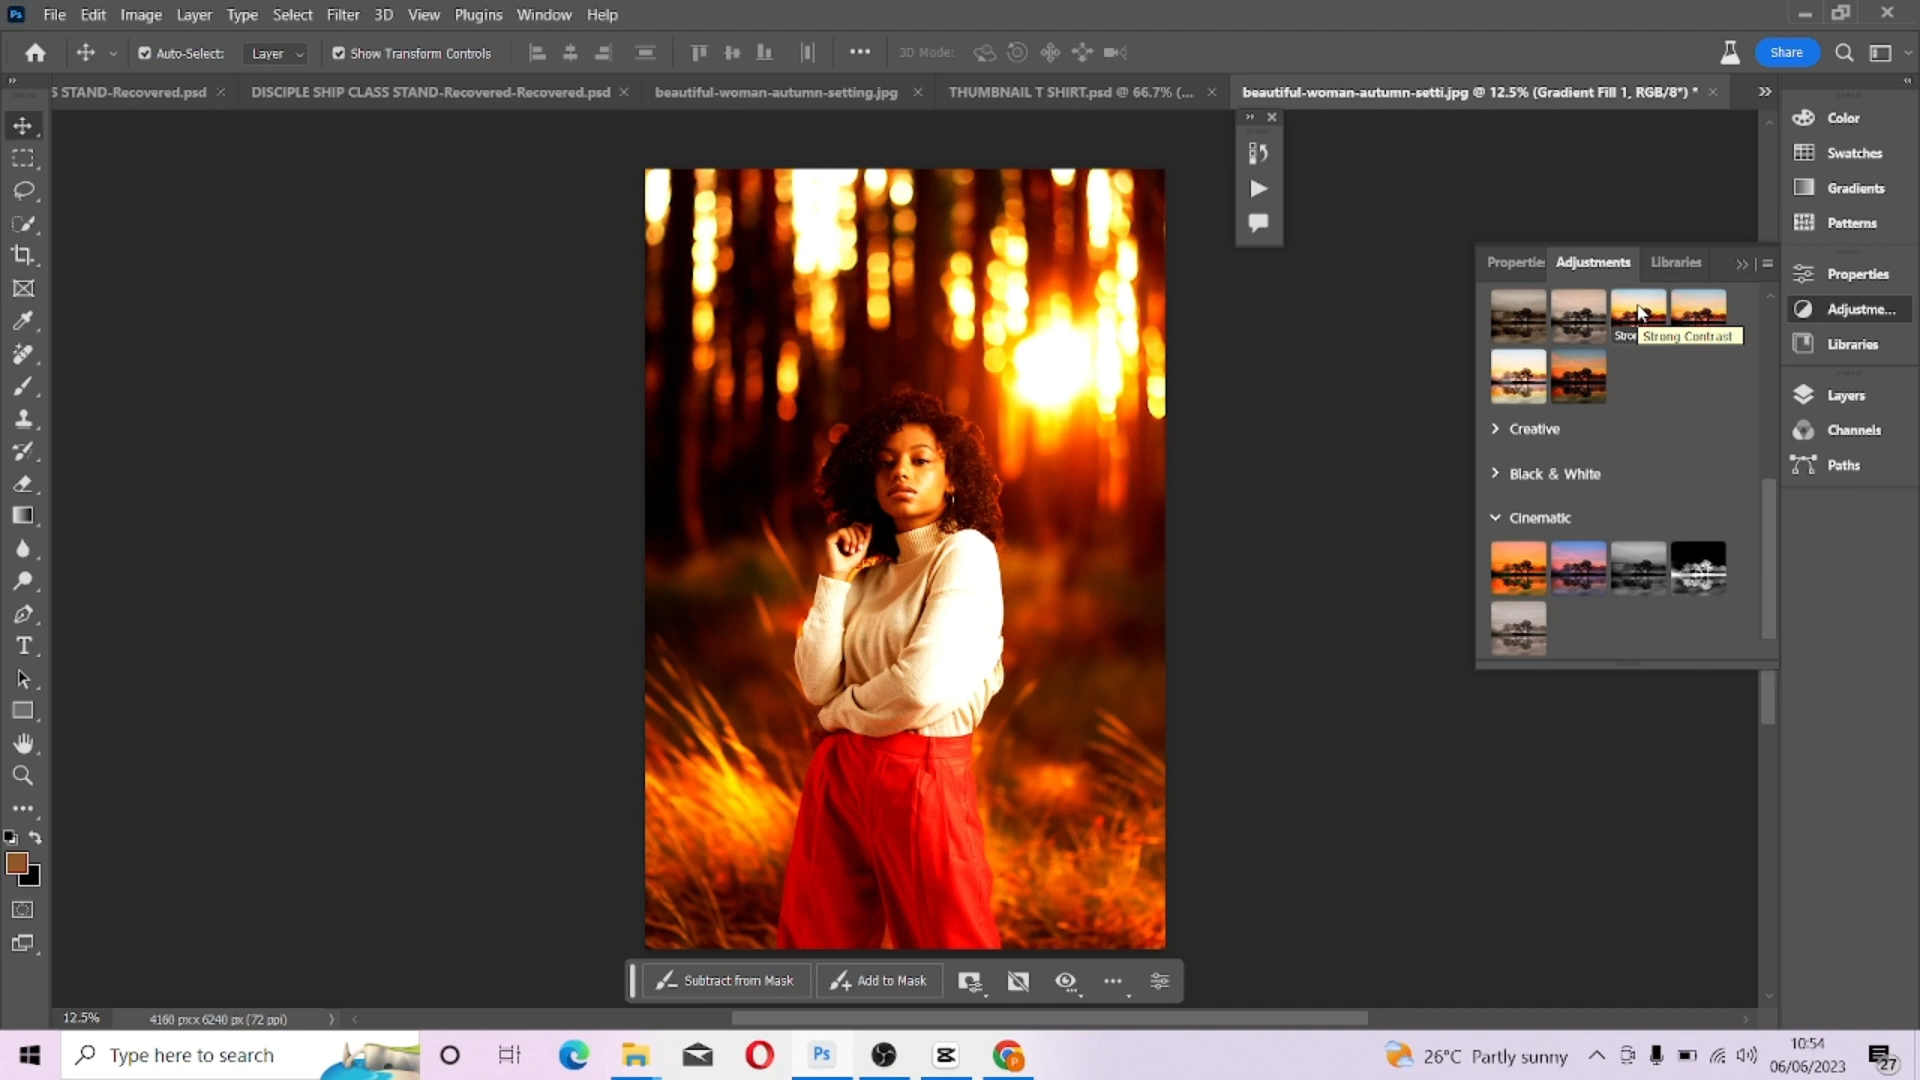 Ps File Edit Image Layer Type Select Filter 3D View Plugins Window Help
Auto-Select: Layer Show Transform Controls 3D Mode: Share
S STAND-Recovered.psd DISCIPLE SHIP CLASS STAND-Recovered-Recovered.psd beautiful-woman-autumn-setting.jpg THUMBNAIL T SHIRT.psd @ 66.7% (... beautiful-woman-autumn-setti.jpg @ 12.5% (Gradient Fill 1, RGB/8*) *
Color
Swatches
Gradients
Patterns
Properties
Adjustme...
Libraries
Layers
Channels
Paths
Propertie Adjustments Libraries
Stror Strong Contrast
Creative
Black & White
Cinematic
Subtract from Mask Add to Mask
12.5% 4160 px x 6240 px (72 ppi)
Type here to search Ps 26°C Partly sunny 10:54
06/06/2023 27